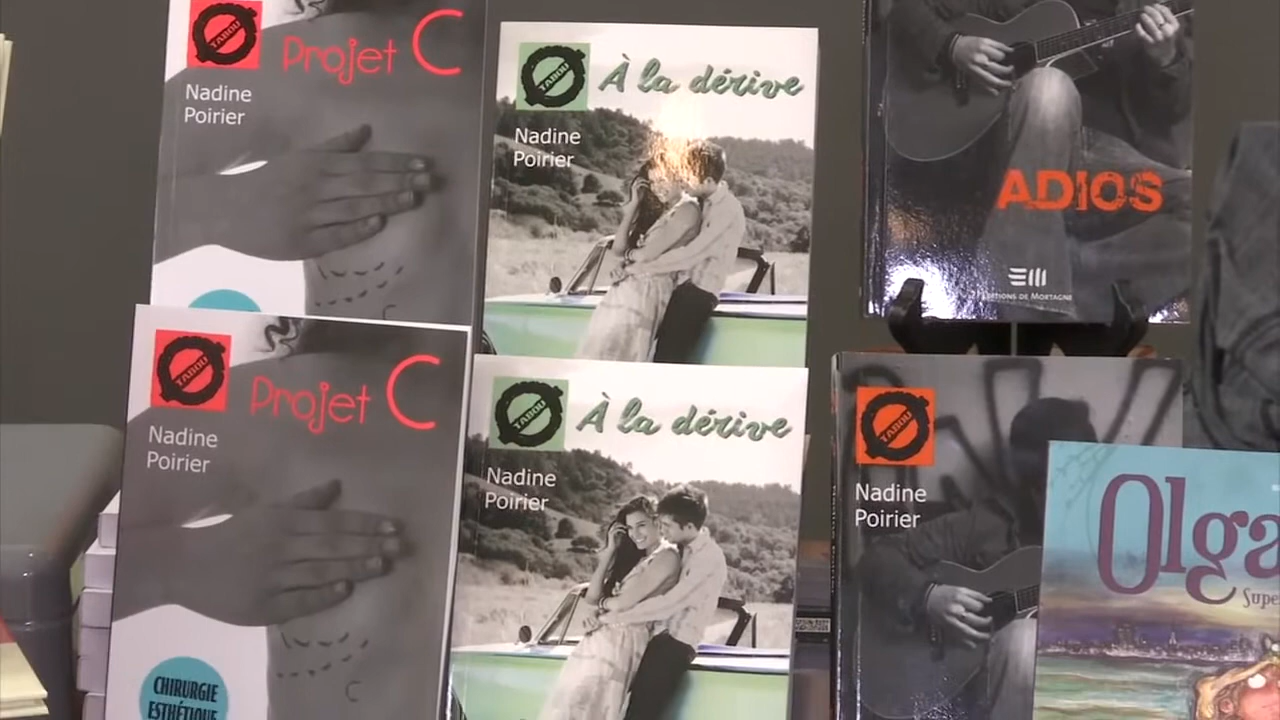 TABOU
Projet C
Nadine
Poirier
TABOU
À la dérive
Nadine
Poirier
ADIOS
ÉDITIONS DE MORTAGNE
TABOU
Projet C
Nadine
Poirier
CHIRURGIE
ESTHÉTIQUE
TABOU
À la dérive
Nadine
Poirier
TABOU
Nadine
Poirier
Olga
Supe